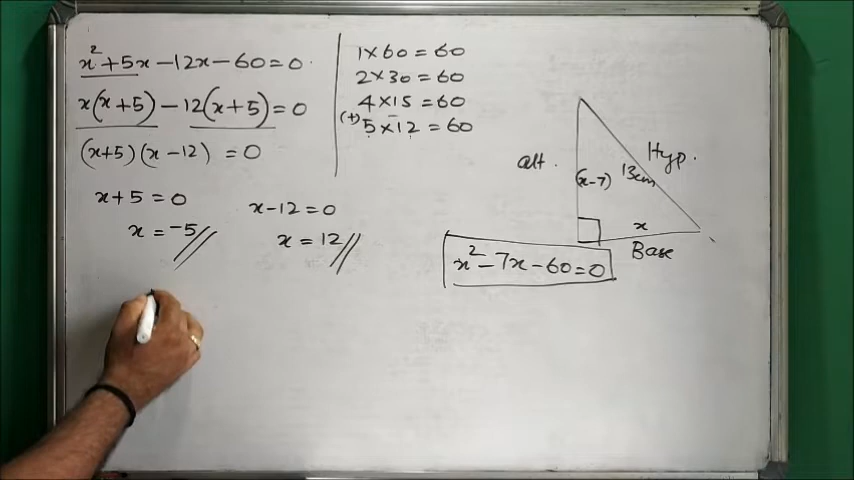 x² + 5x - 12x - 60 = 0.
x(x + 5) - 12(x + 5) = 0
(x+5)(x - 12) = 0
x + 5 = 0
x = -5//
x - 12 = 0
x = 12//
1 x 60 = 60
2 x 30 = 60
4 x 15 = 60
(+) 5 x 12 = 60
alt.
(x-7)
13cm
Hyp.
x
Base
x² - 7x - 60 = 0